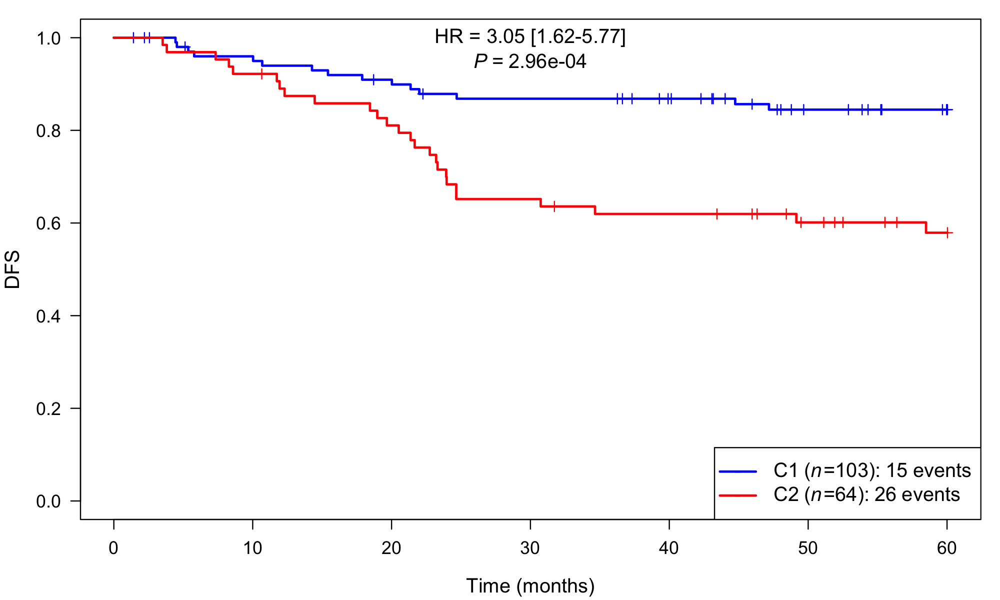 HR = 3.05 [1.62-5.77]
P = 2.96e-04
1.0
0.8
0.6
0.4
0.2
0.0
DFS
C1 (n=103): 15 events
C2 (n=64): 26 events
0 10 20 30 40 50 60
Time (months)